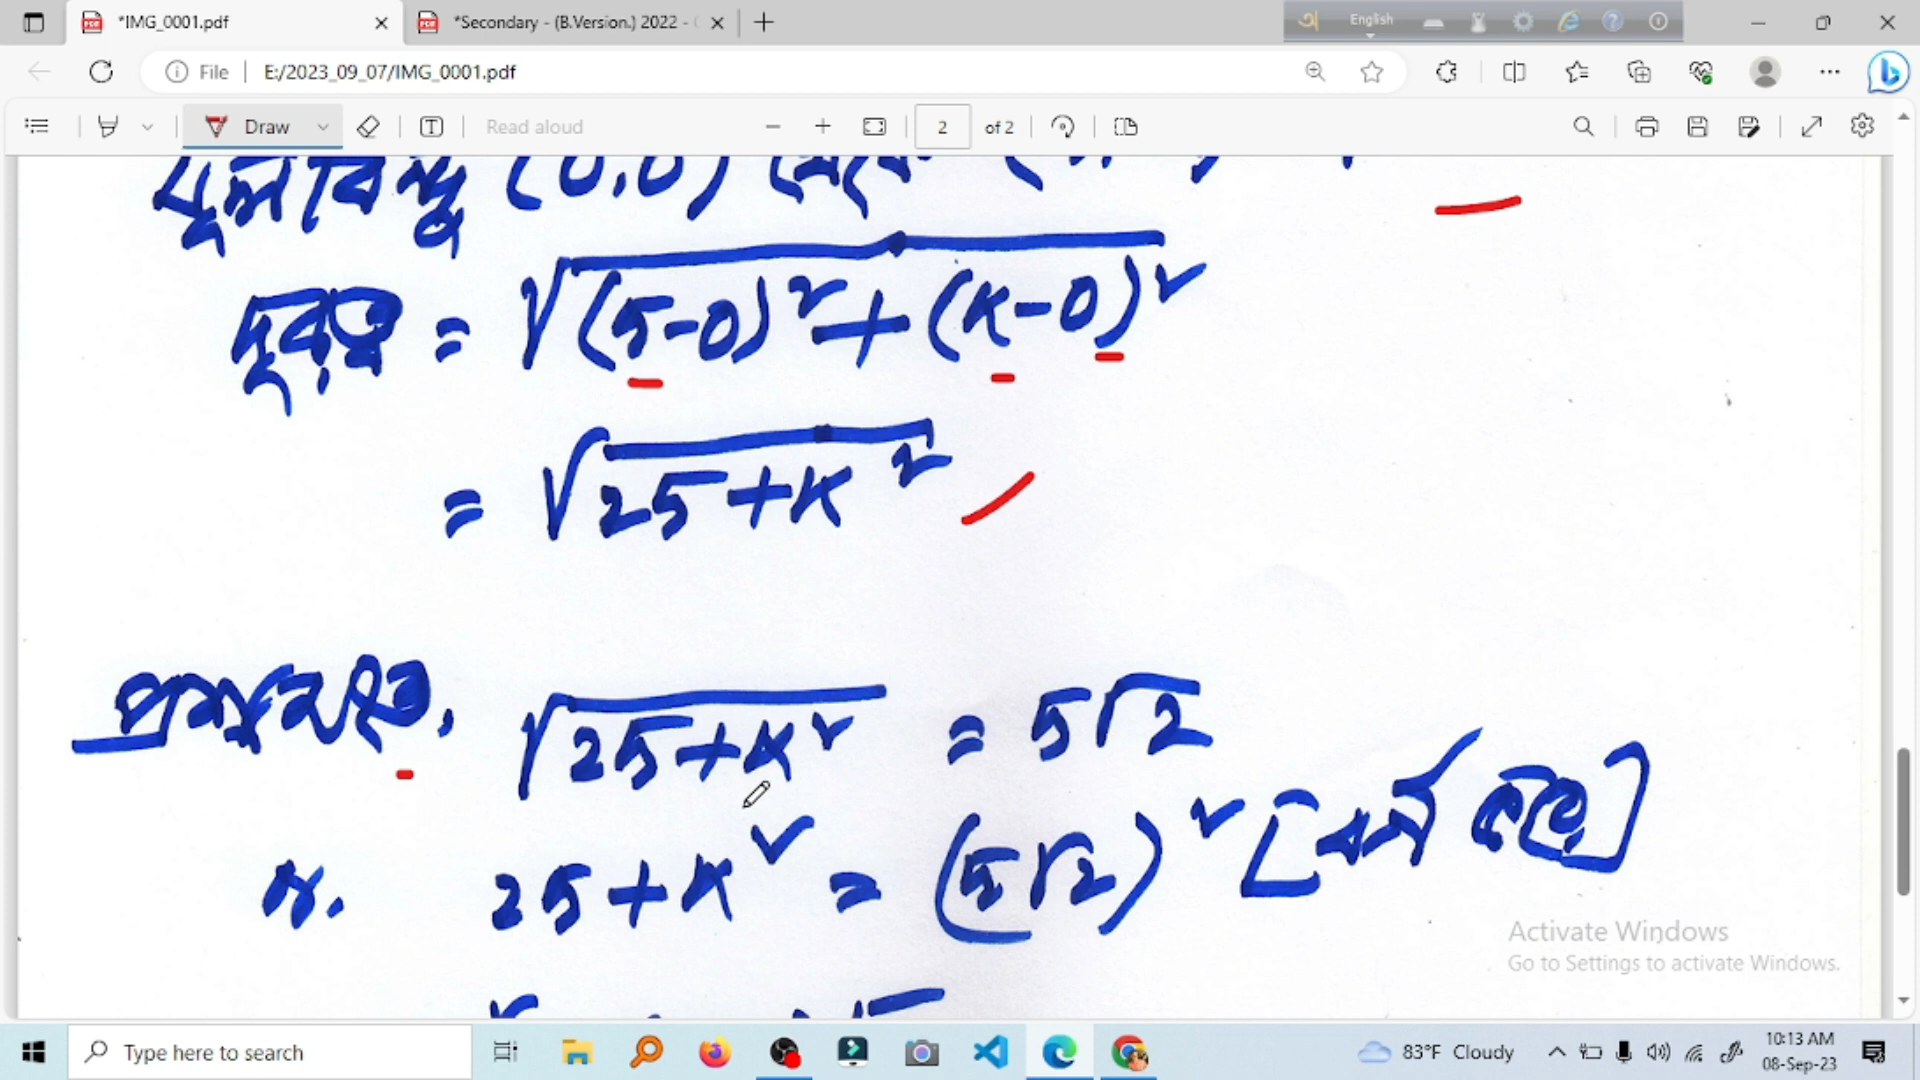 *IMG_0001.pdf
*Secondary - (B.Version.) 2022 -
English
File
E:/2023_09_07/IMG_0001.pdf
Draw
Read aloud
2 of 2
মূলবিন্দু (0,0)
দূরত্ব = √(5-0)² + (K-0)²
= √25+K²
প্রশ্নমতে, √25+K² = 5√2
বা, 25+K² = (5√2)² [বর্গ করে]
Activate Windows
Go to Settings to activate Windows.
Type here to search
83°F Cloudy
10:13 AM
08-Sep-23